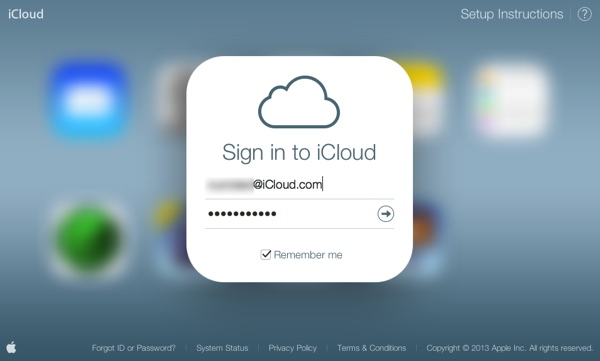 iCloud
Setup Instructions
?
Sign in to iCloud
@iCloud.com
•••••••••••
Remember me
Forgot ID or Password?
System Status
Privacy Policy
Terms & Conditions
Copyright © 2013 Apple Inc. All rights reserved.